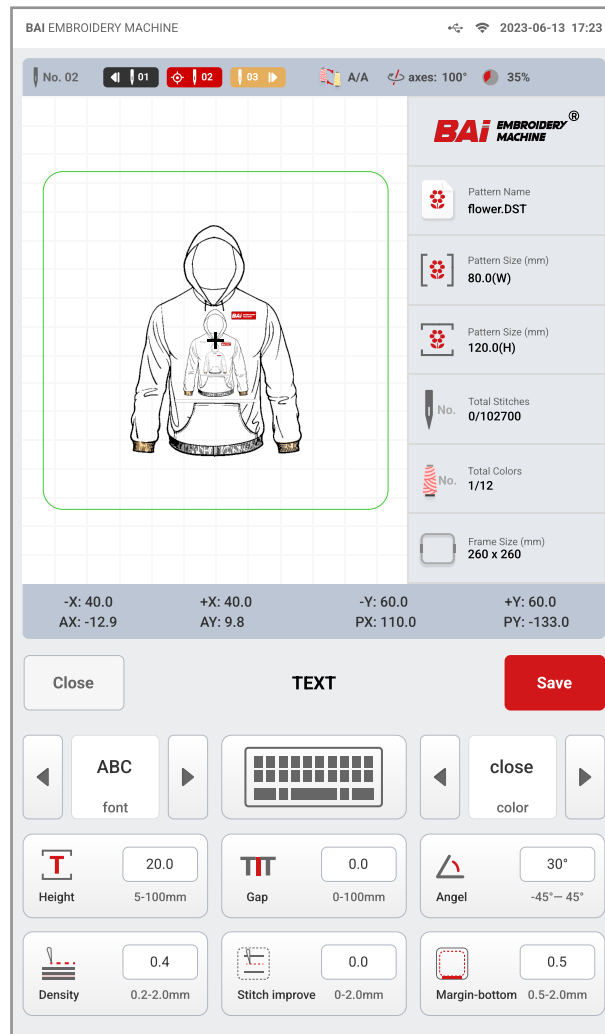 BAI EMBROIDERY MACHINE 2023-06-13 17:23
No. 02 01 02 03 A/A axes: 100° 35%
BAi EMBROIDERY MACHINE ®
Pattern Name
flower.DST
Pattern Size (mm)
80.0(W)
Pattern Size (mm)
120.0(H)
No. Total Stitches
0/102700
No. Total Colors
1/12
Frame Size (mm)
260 x 260
BAi
-X: 40.0 +X: 40.0 -Y: 60.0 +Y: 60.0
AX: -12.9 AY: 9.8 PX: 110.0 PY: -133.0
Close TEXT Save
ABC close
font color
T 20.0 TTT 0.0 30°
Height 5-100mm Gap 0-100mm Angel -45°— 45°
0.4 0.0 0.5
Density 0.2-2.0mm Stitch improve 0-2.0mm Margin-bottom 0.5-2.0mm